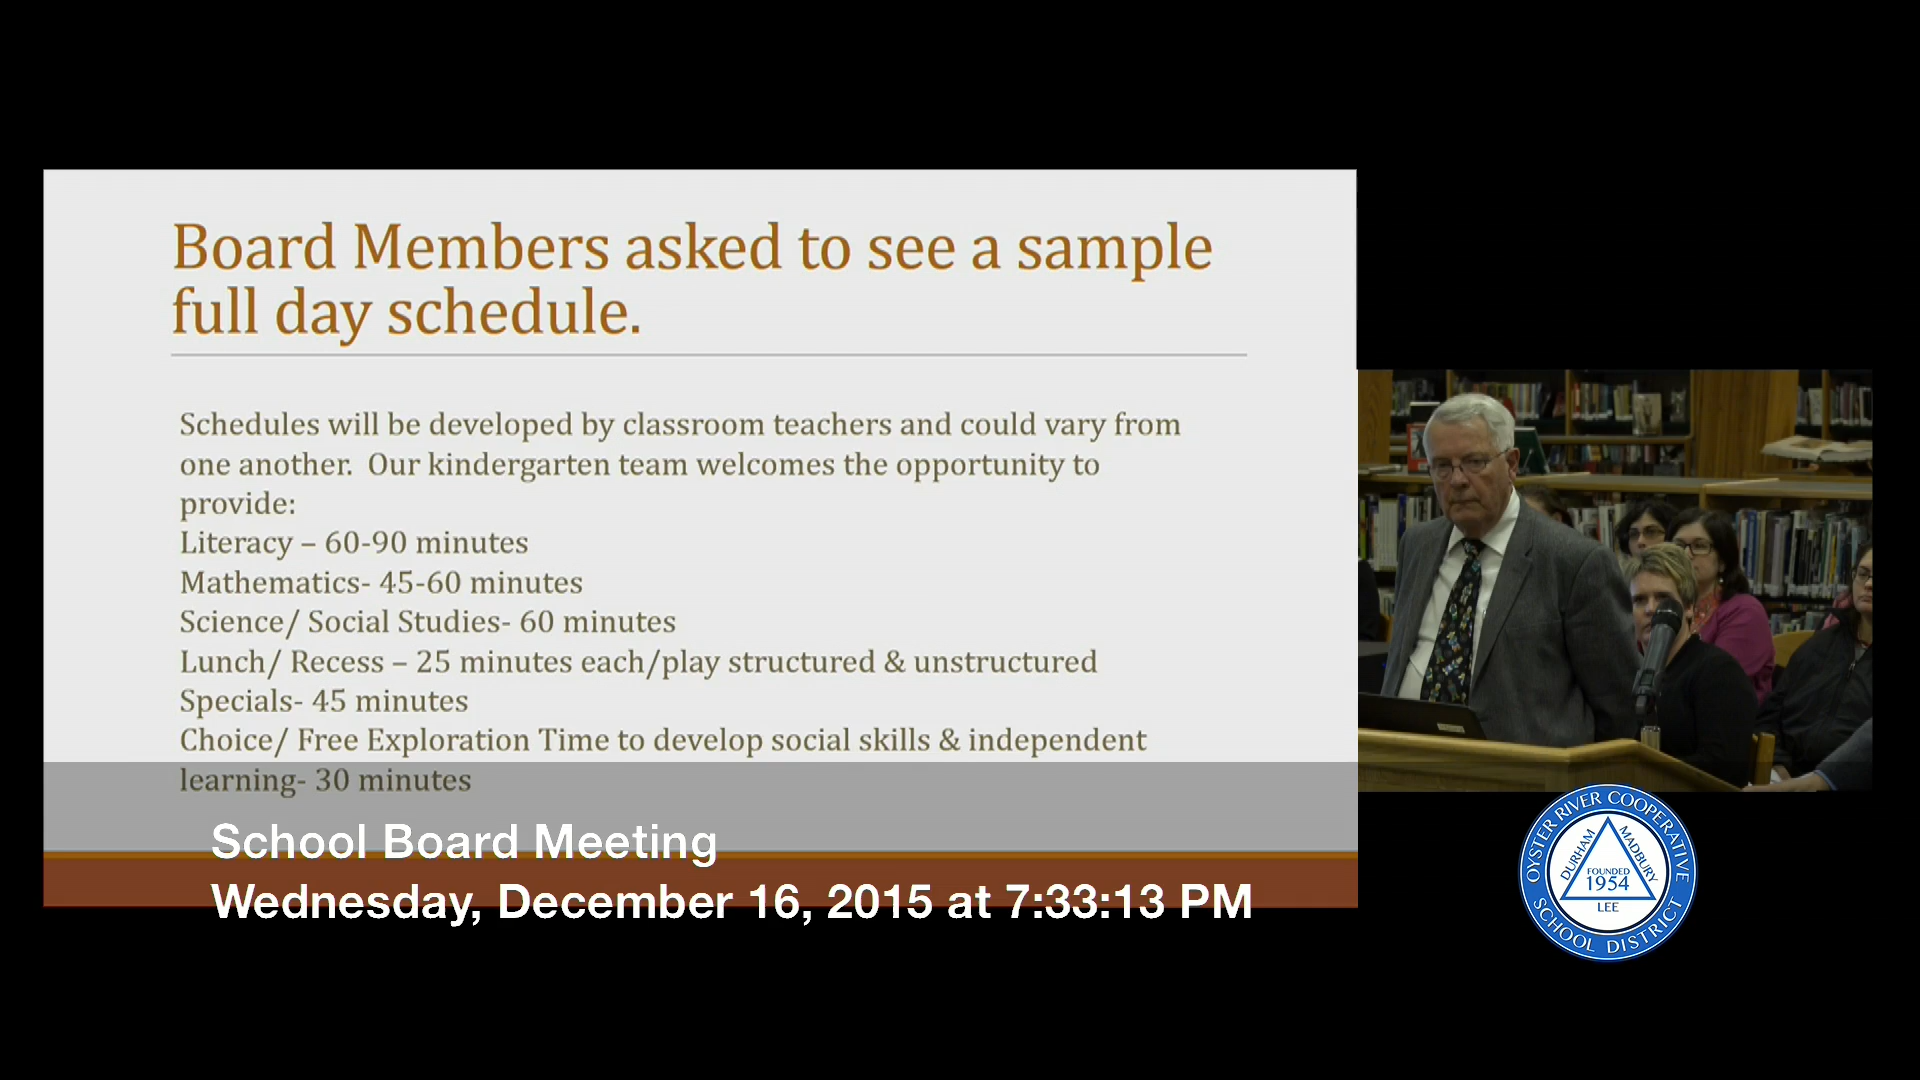 Board Members asked to see a sample
full day schedule.
Schedules will be developed by classroom teachers and could vary from
one another.  Our kindergarten team welcomes the opportunity to
provide:
Literacy – 60-90 minutes
Mathematics- 45-60 minutes
Science/ Social Studies- 60 minutes
Lunch/ Recess – 25 minutes each/play structured & unstructured
Specials- 45 minutes
Choice/ Free Exploration Time to develop social skills & independent
learning- 30 minutes
School Board Meeting
Wednesday, December 16, 2015 at 7:33:13 PM
OYSTER RIVER COOPERATIVE
SCHOOL DISTRICT
DURHAM
MADBURY
FOUNDED
1954
LEE